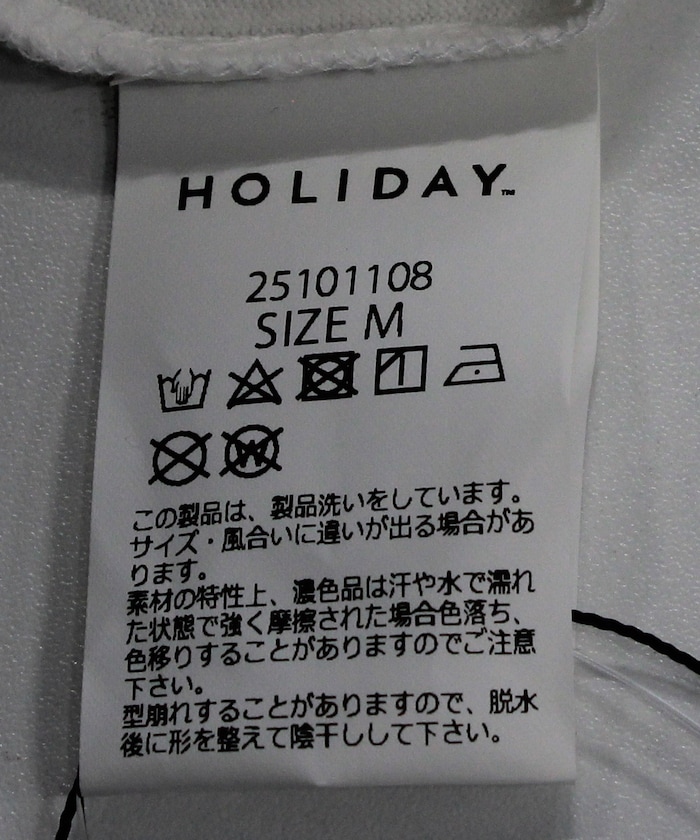 HOLIDAY™
25101108
SIZE M
W
この製品は、製品洗いをしています。
サイズ・風合いに違いが出る場合があ
ります。
素材の特性上、濃色品は汗や水で濡れ
た状態で強く摩擦された場合色落ち、
色移りすることがありますのでご注意
下さい。
型崩れすることがありますので、脱水
後に形を整えて陰干しして下さい。